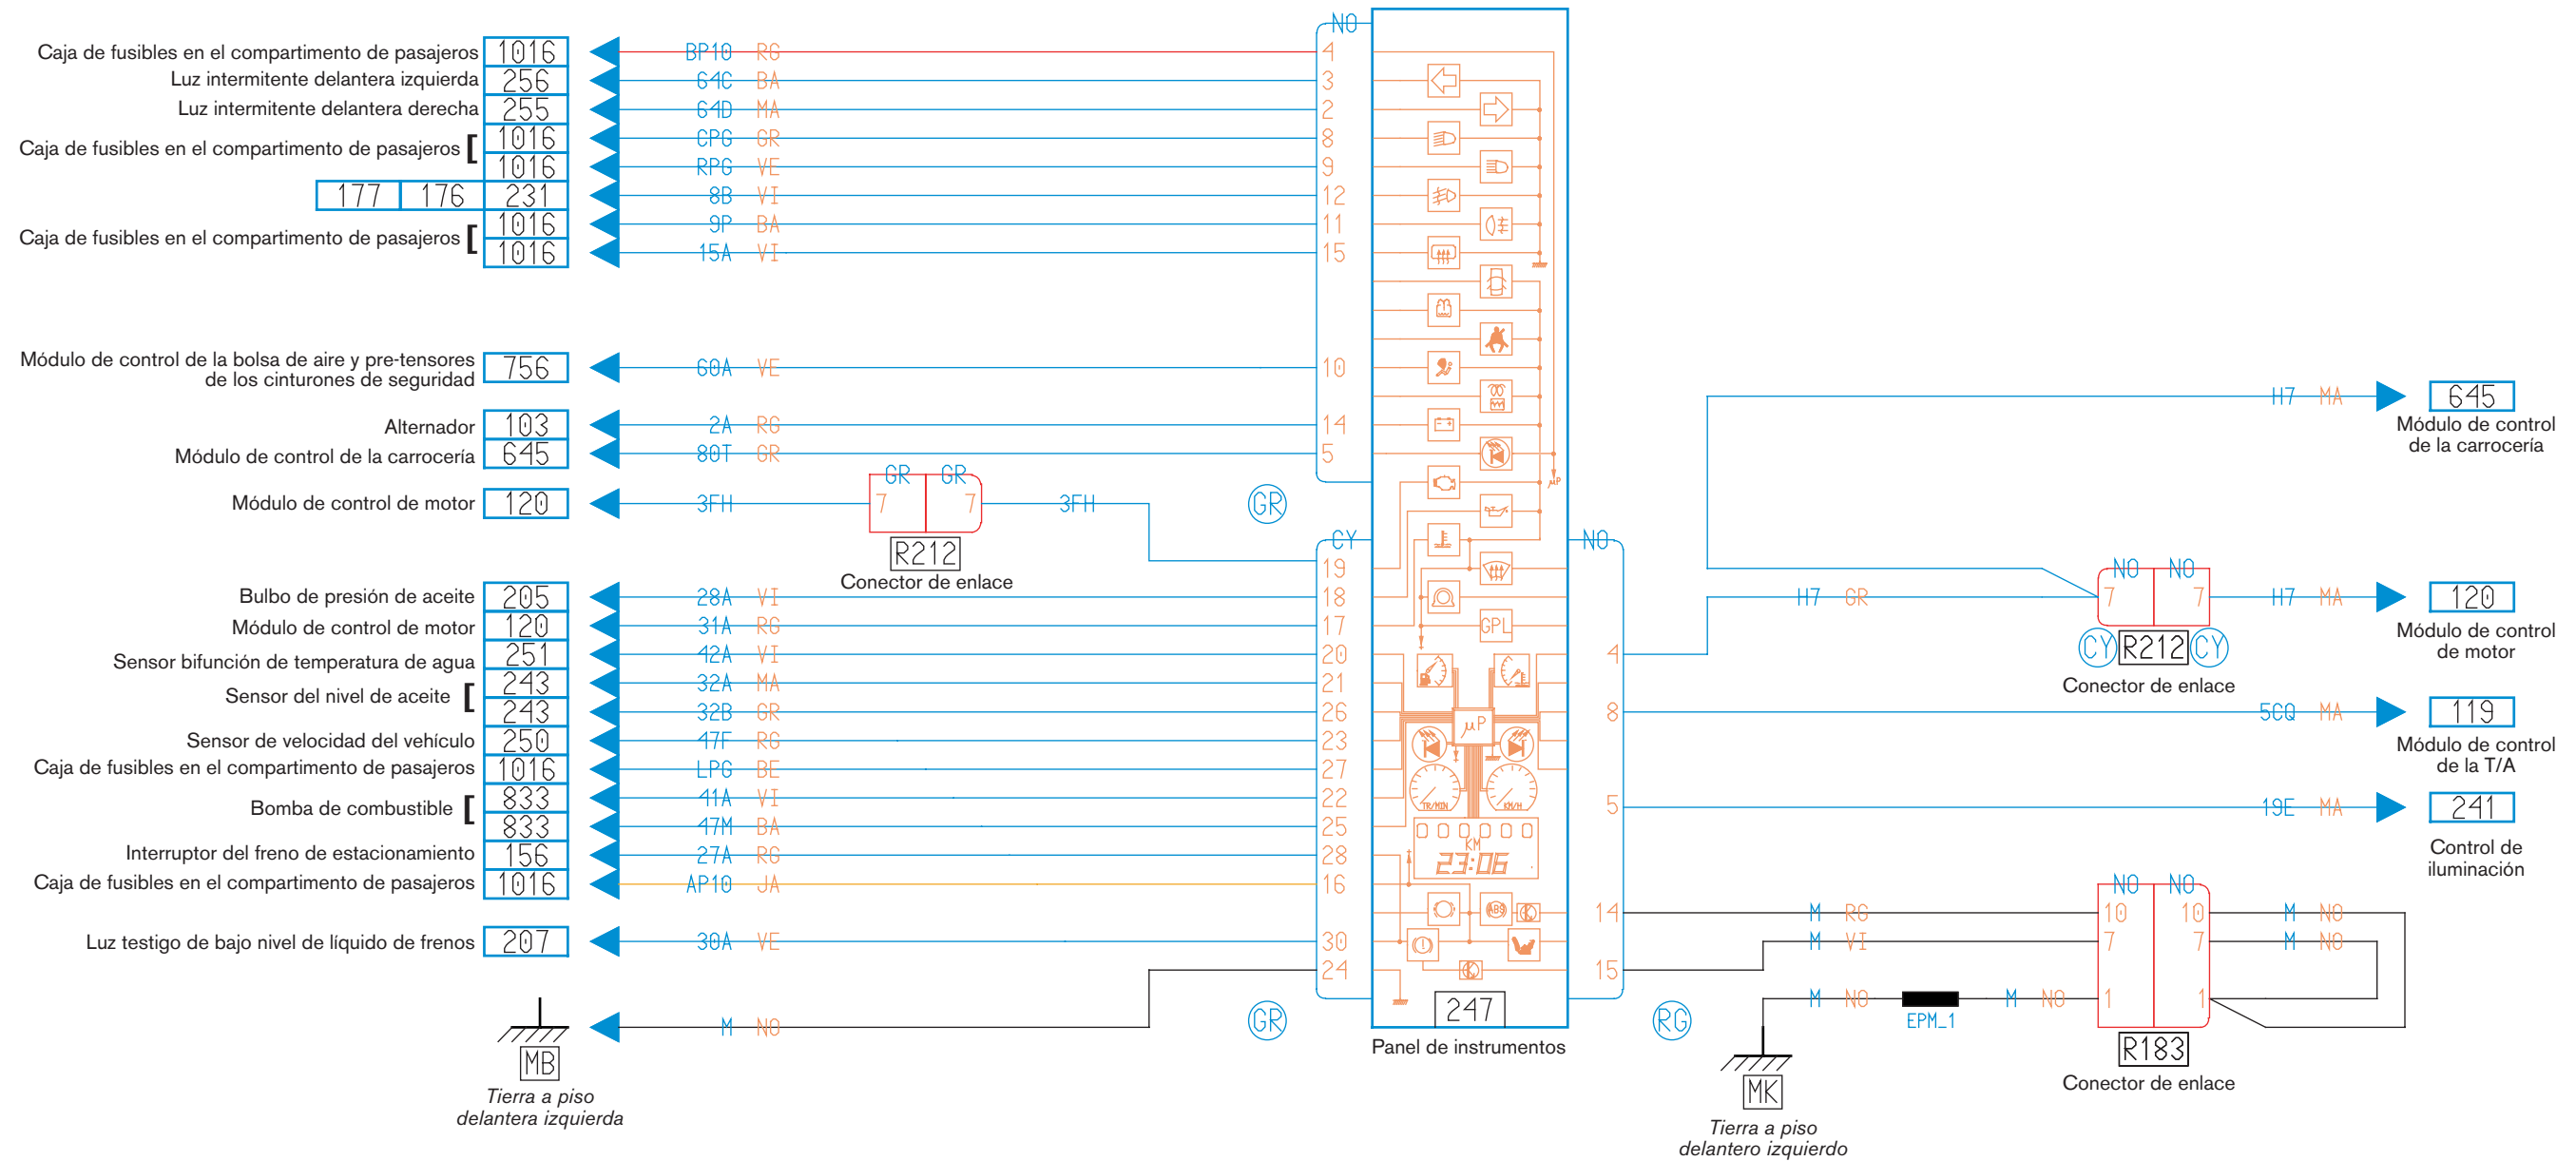 NO
Caja de fusibles en el compartimento de pasajeros 1016 BP10 RG 4
Luz intermitente delantera izquierda 256 64C BA 3
Luz intermitente delantera derecha 255 64D MA 2
Caja de fusibles en el compartimento de pasajeros [ 1016 CPG GR 8
1016 RPG VE 9
177 176 231 8B VI 12
Caja de fusibles en el compartimento de pasajeros [ 1016 9P BA 11
1016 15A VI 15
Módulo de control de la bolsa de aire y pre-tensores
de los cinturones de seguridad 756 60A VE 10
Alternador 103 2A RG 14
Módulo de control de la carrocería 645 80T GR 5
µP
GR GR
Módulo de control de motor 120 3FH 7 7 3FH GR
R212
Conector de enlace
CY
19
Bulbo de presión de aceite 205 28A VI 18
Módulo de control de motor 120 31A RG 17
GPL
Sensor bifunción de temperatura de agua 251 42A VI 20
Sensor del nivel de aceite [ 243 32A MA 21
243 32B GR 26
µP
Sensor de velocidad del vehículo 250 47F RG 23
Caja de fusibles en el compartimento de pasajeros 1016 LPG BE 27
Bomba de combustible [ 833 41A VI 22
TR/MIN KM/H
833 47M BA 25
000000
KM
23:06
Interruptor del freno de estacionamiento 156 27A RG 28
Caja de fusibles en el compartimento de pasajeros 1016 AP10 JA 16
ABS
Luz testigo de bajo nivel de líquido de frenos 207 30A VE 30
24
M NO GR
MB
Tierra a piso
delantera izquierda
247
Panel de instrumentos
NO
H7 MA 645
Módulo de control
de la carrocería
NO NO
4 H7 GR 7 7 H7 MA 120
Módulo de control
de motor
CY R212 CY
Conector de enlace
8 5CQ MA 119
Módulo de control
de la T/A
5 19E MA 241
Control de
iluminación
NO NO
14 M RG 10 10 M NO
M VI 7 7 M NO
15
M NO EPM_1 M NO 1 1
RG
R183
Conector de enlace
MK
Tierra a piso
delantero izquierdo